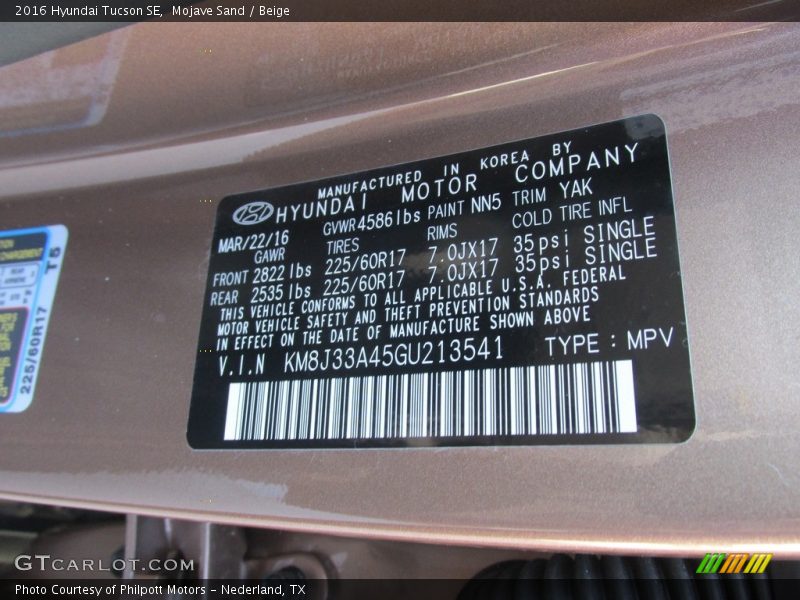 2016 Hyundai Tucson SE, Mojave Sand / Beige
MANUFACTURED IN KOREA BY
HYUNDAI MOTOR COMPANY
MAR/22/16 GVWR 4586 lbs PAINT NN5 TRIM YAK
GAWR TIRES RIMS COLD TIRE INFL
FRONT 2822 lbs 225/60R17 7.0JX17 35psi SINGLE
REAR 2535 lbs 225/60R17 7.0JX17 35psi SINGLE
THIS VEHICLE CONFORMS TO ALL APPLICABLE U.S.A. FEDERAL
MOTOR VEHICLE SAFETY AND THEFT PREVENTION STANDARDS
IN EFFECT ON THE DATE OF MANUFACTURE SHOWN ABOVE
V.I.N KM8J33A45GU213541 TYPE : MPV
225/60R17 T5
GTCARLOT.COM
Photo Courtesy of Philpott Motors - Nederland, TX